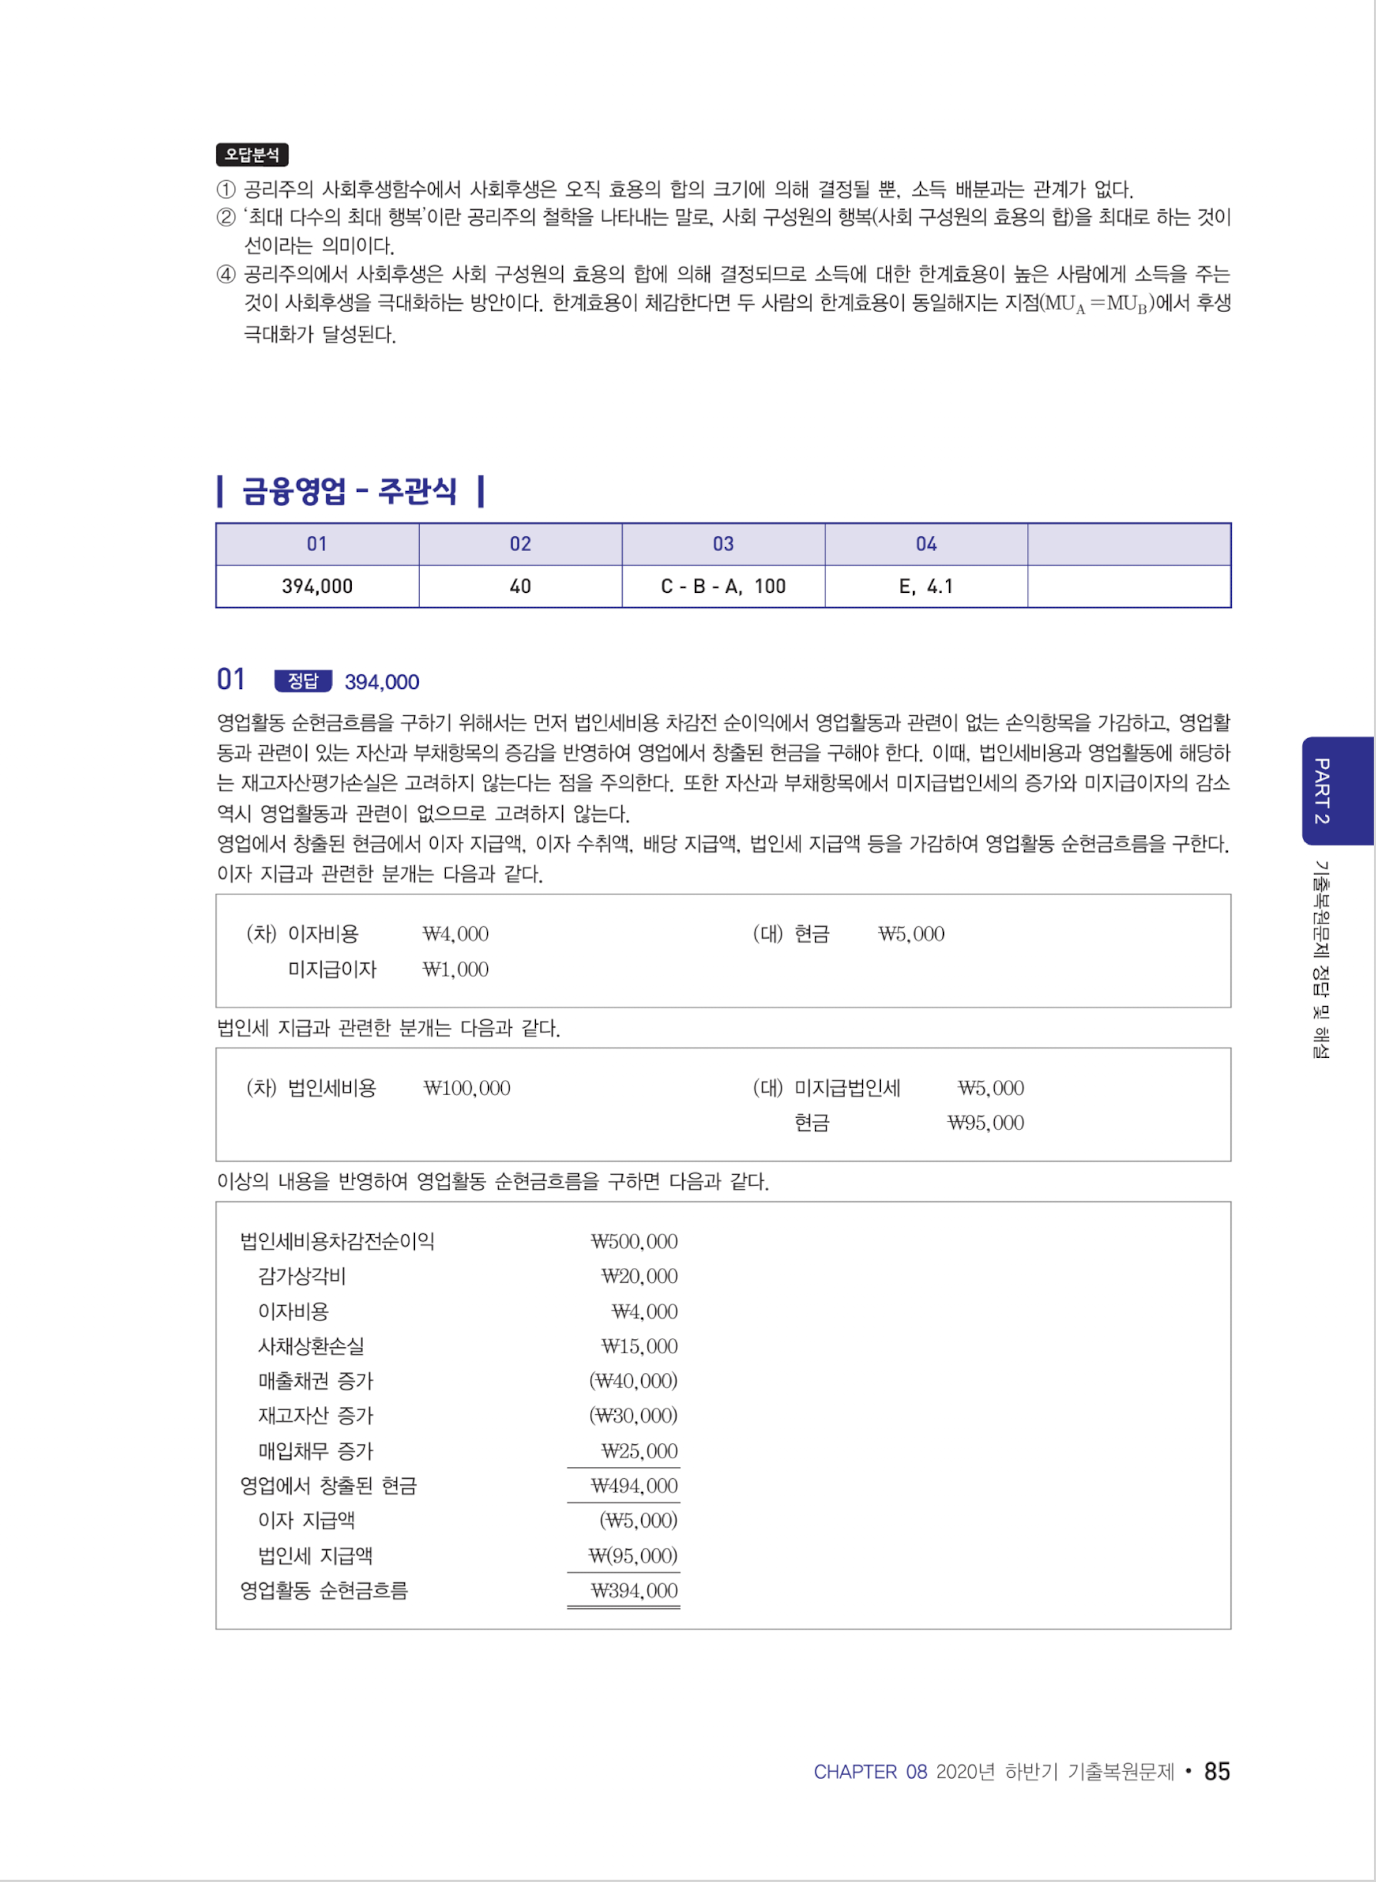 오답분석
① 공리주의 사회후생함수에서 사회후생은 오직 효용의 합의 크기에 의해 결정될 뿐, 소득 배분과는 관계가 없다.
② ‘최대 다수의 최대 행복’이란 공리주의 철학을 나타내는 말로, 사회 구성원의 행복(사회 구성원의 효용의 합)을 최대로 하는 것이
선이라는 의미이다.
④ 공리주의에서 사회후생은 사회 구성원의 효용의 합에 의해 결정되므로 소득에 대한 한계효용이 높은 사람에게 소득을 주는
것이 사회후생을 극대화하는 방안이다. 한계효용이 체감한다면 두 사람의 한계효용이 동일해지는 지점(MU_A=MU_B)에서 후생
극대화가 달성된다.
| 금융영업 - 주관식 |
01 02 03 04
394,000 40 C - B - A, 100 E, 4.1
01 정답 394,000
영업활동 순현금흐름을 구하기 위해서는 먼저 법인세비용 차감전 순이익에서 영업활동과 관련이 없는 손익항목을 가감하고, 영업활
동과 관련이 있는 자산과 부채항목의 증감을 반영하여 영업에서 창출된 현금을 구해야 한다. 이때, 법인세비용과 영업활동에 해당하
는 재고자산평가손실은 고려하지 않는다는 점을 주의한다. 또한 자산과 부채항목에서 미지급법인세의 증가와 미지급이자의 감소
역시 영업활동과 관련이 없으므로 고려하지 않는다.
영업에서 창출된 현금에서 이자 지급액, 이자 수취액, 배당 지급액, 법인세 지급액 등을 가감하여 영업활동 순현금흐름을 구한다.
이자 지급과 관련한 분개는 다음과 같다.
(차) 이자비용 ₩4,000 (대) 현금 ₩5,000
미지급이자 ₩1,000
법인세 지급과 관련한 분개는 다음과 같다.
(차) 법인세비용 ₩100,000 (대) 미지급법인세 ₩5,000
현금 ₩95,000
이상의 내용을 반영하여 영업활동 순현금흐름을 구하면 다음과 같다.
법인세비용차감전순이익 ₩500,000
감가상각비 ₩20,000
이자비용 ₩4,000
사채상환손실 ₩15,000
매출채권 증가 (₩40,000)
재고자산 증가 (₩30,000)
매입채무 증가 ₩25,000
영업에서 창출된 현금 ₩494,000
이자 지급액 (₩5,000)
법인세 지급액 ₩(95,000)
영업활동 순현금흐름 ₩394,000
PART 2
기출복원문제 정답 및 해설
CHAPTER 08 2020년 하반기 기출복원문제 • 85